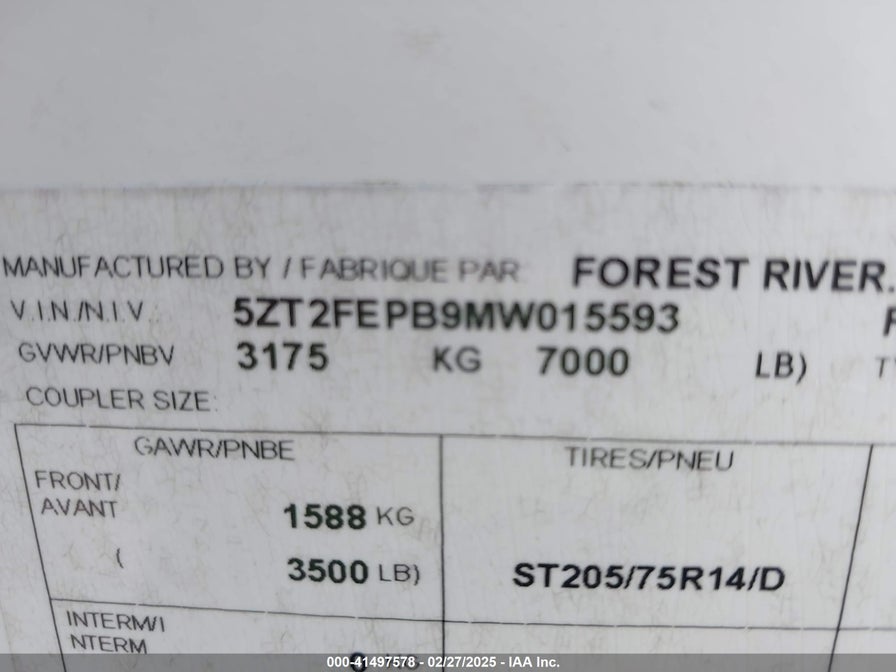 MANUFACTURED BY / FABRIQUE PAR: FOREST RIVER.
V.I.N./N.I.V.: 5ZT2FEPB9MW015593
GVWR/PNBV 3175 KG 7000 LB)
COUPLER SIZE:
GAWR/PNBE TIRES/PNEU
FRONT/
AVANT 1588 KG
( 3500 LB) ST205/75R14/D
INTERM/I
NTERM
000-41497578 - 02/27/2025 - IAA Inc.